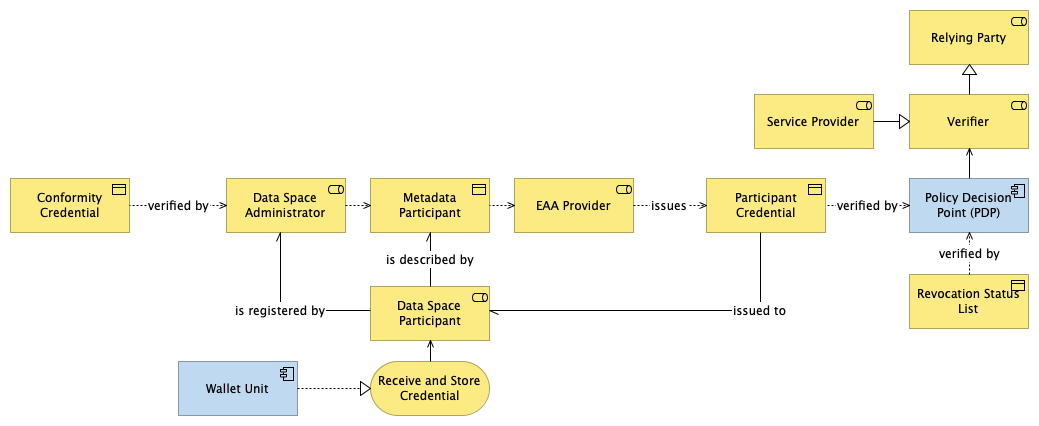 Relying Party
Service Provider
Verifier
Conformity
Credential
verified by
Data Space
Administrator
Metadata
Participant
EAA Provider
issues
Participant
Credential
verified by
Policy Decision
Point (PDP)
is described by
verified by
is registered by
Data Space
Participant
issued to
Revocation Status
List
Wallet Unit
Receive and Store
Credential